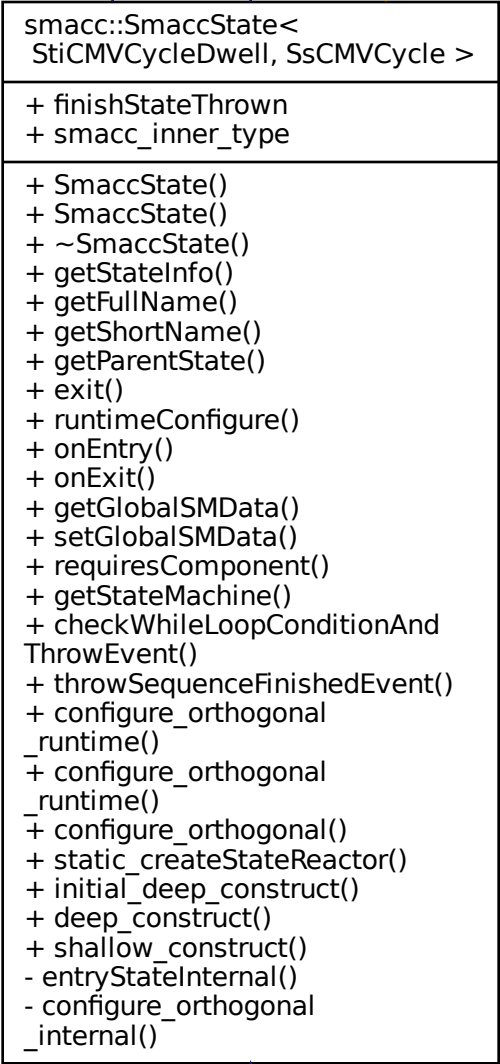 smacc::SmaccState<
StiCMVCycleDwell, SsCMVCycle >
+ finishStateThrown
+ smacc_inner_type
+ SmaccState()
+ SmaccState()
+ ~SmaccState()
+ getStateInfo()
+ getFullName()
+ getShortName()
+ getParentState()
+ exit()
+ runtimeConfigure()
+ onEntry()
+ onExit()
+ getGlobalSMData()
+ setGlobalSMData()
+ requiresComponent()
+ getStateMachine()
+ checkWhileLoopConditionAnd
ThrowEvent()
+ throwSequenceFinishedEvent()
+ configure_orthogonal
_runtime()
+ configure_orthogonal
_runtime()
+ configure_orthogonal()
+ static_createStateReactor()
+ initial_deep_construct()
+ deep_construct()
+ shallow_construct()
- entryStateInternal()
- configure_orthogonal
_internal()